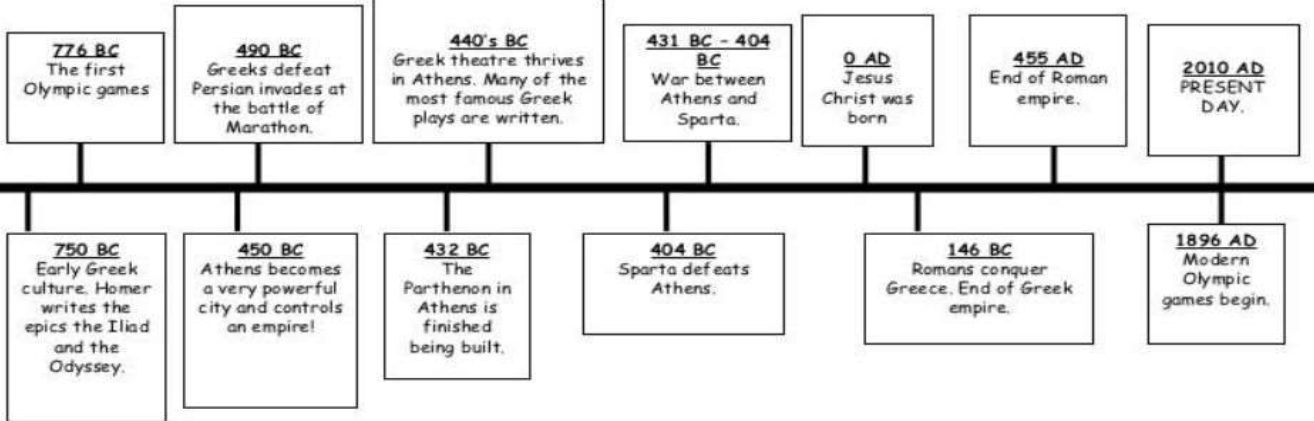 776 BC
The first
Olympic games
490 BC
Greeks defeat
Persian invades at
the battle of
Marathon.
440's BC
Greek theatre thrives
in Athens. Many of the
most famous Greek
plays are written.
431 BC - 404
BC
War between
Athens and
Sparta.
0 AD
Jesus
Christ was
born
455 AD
End of Roman
empire.
2010 AD
PRESENT
DAY.
750 BC
Early Greek
culture. Homer
writes the
epics the Iliad
and the
Odyssey.
450 BC
Athens becomes
a very powerful
city and controls
an empire!
432 BC
The
Parthenon in
Athens is
finished
being built.
404 BC
Sparta defeats
Athens.
146 BC
Romans conquer
Greece. End of Greek
empire.
1896 AD
Modern
Olympic
games begin.